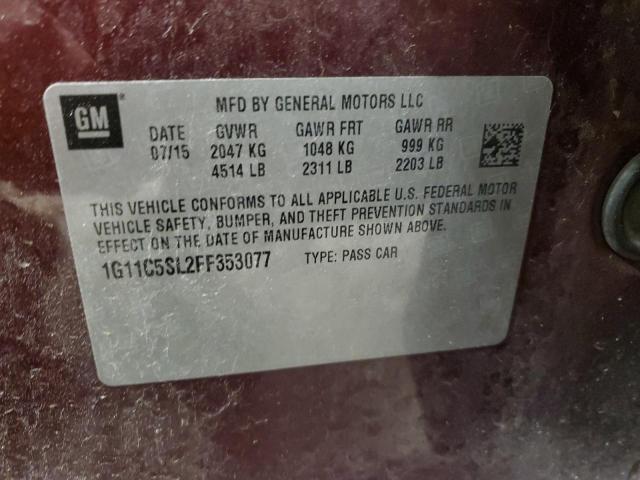 GM ®
MFD BY GENERAL MOTORS LLC
DATE GVWR GAWR FRT GAWR RR
07/15 2047 KG 1048 KG 999 KG
4514 LB 2311 LB 2203 LB
THIS VEHICLE CONFORMS TO ALL APPLICABLE U.S. FEDERAL MOTOR
VEHICLE SAFETY, BUMPER, AND THEFT PREVENTION STANDARDS IN
EFFECT ON THE DATE OF MANUFACTURE SHOWN ABOVE.
1G11C5SL2FF353077 TYPE: PASS CAR